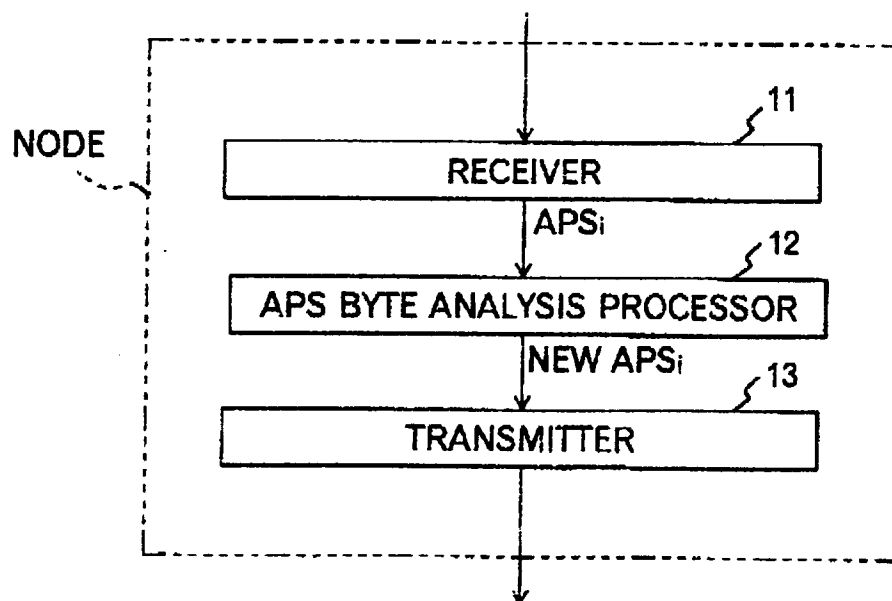 11
NODE
RECEIVER
APSi
12
APS BYTE ANALYSIS PROCESSOR
NEW APSi
13
TRANSMITTER